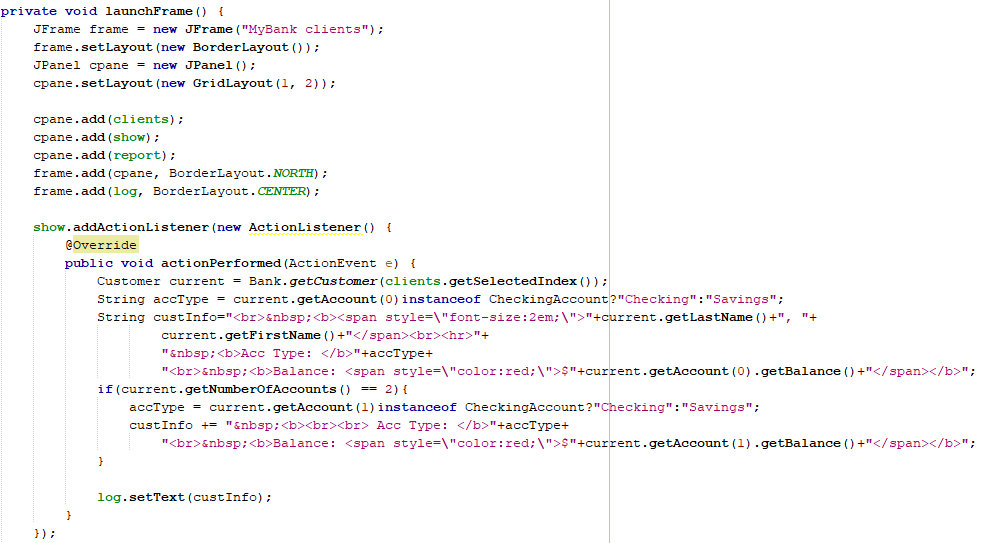 private void launchFrame() {
    JFrame frame = new JFrame("MyBank clients");
    frame.setLayout(new BorderLayout());
    JPanel cpane = new JPanel();
    cpane.setLayout(new GridLayout(1, 2));

    cpane.add(clients);
    cpane.add(show);
    cpane.add(report);
    frame.add(cpane, BorderLayout.NORTH);
    frame.add(log, BorderLayout.CENTER);

    show.addActionListener(new ActionListener() {
        @Override
        public void actionPerformed(ActionEvent e) {
            Customer current = Bank.getCustomer(clients.getSelectedIndex());
            String accType = current.getAccount(0)instanceof CheckingAccount?"Checking":"Savings";
            String custInfo="<br>&nbsp;<b><span style=\"font-size:2em;\">"+current.getLastName()+", "+
                    current.getFirstName()+"</span><br><hr>"+
                    "&nbsp;<b>Acc Type: </b>"+accType+
                    "<br>&nbsp;<b>Balance: <span style=\"color:red;\">$"+current.getAccount(0).getBalance()+"</span></b>";
            if(current.getNumberOfAccounts() == 2){
                accType = current.getAccount(1)instanceof CheckingAccount?"Checking":"Savings";
                custInfo += "&nbsp;<b><br><br> Acc Type: </b>"+accType+
                    "<br>&nbsp;<b>Balance: <span style=\"color:red;\">$"+current.getAccount(1).getBalance()+"</span></b>";
            }

            log.setText(custInfo);
        }
    });